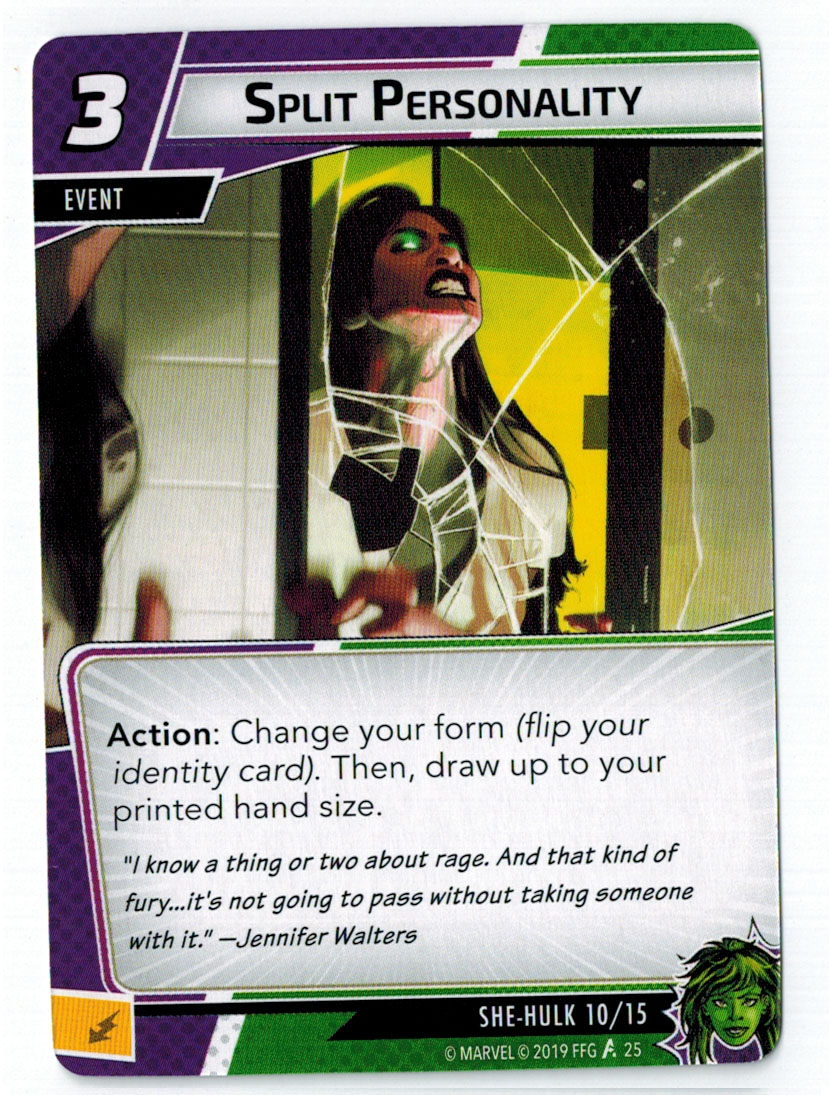 3
SPLIT PERSONALITY
EVENT
Action: Change your form (flip your
identity card). Then, draw up to your
printed hand size.
"I know a thing or two about rage. And that kind of
fury...it's not going to pass without taking someone
with it." —Jennifer Walters
SHE-HULK 10/15
© MARVEL © 2019 FFG 25